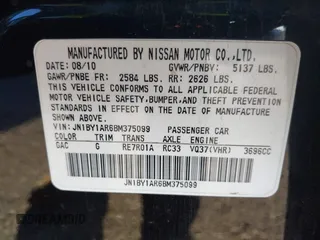 MANUFACTURED BY NISSAN MOTOR CO.,LTD.
DATE: 08/10 GVWR/PNBV: 5137 LBS.
GAWR/PNBE FR: 2584 LBS. RR: 2626 LBS.
THIS VEHICLE CONFORMS TO ALL APPLICABLE FEDERAL
MOTOR VEHICLE SAFETY,BUMPER,AND THEFT PREVENTION
STANDARDS IN EFFECT ON THE DATE OF MANUFACTURE
SHOWN ABOVE.
VIN: JN1BY1AR6BM375099 PASSENGER CAR
COLOR TRIM TRANS AXLE ENGINE
GAC G RE7R01A RC33 VQ37(VHR) 3696CC
JN1BY1AR6BM375099